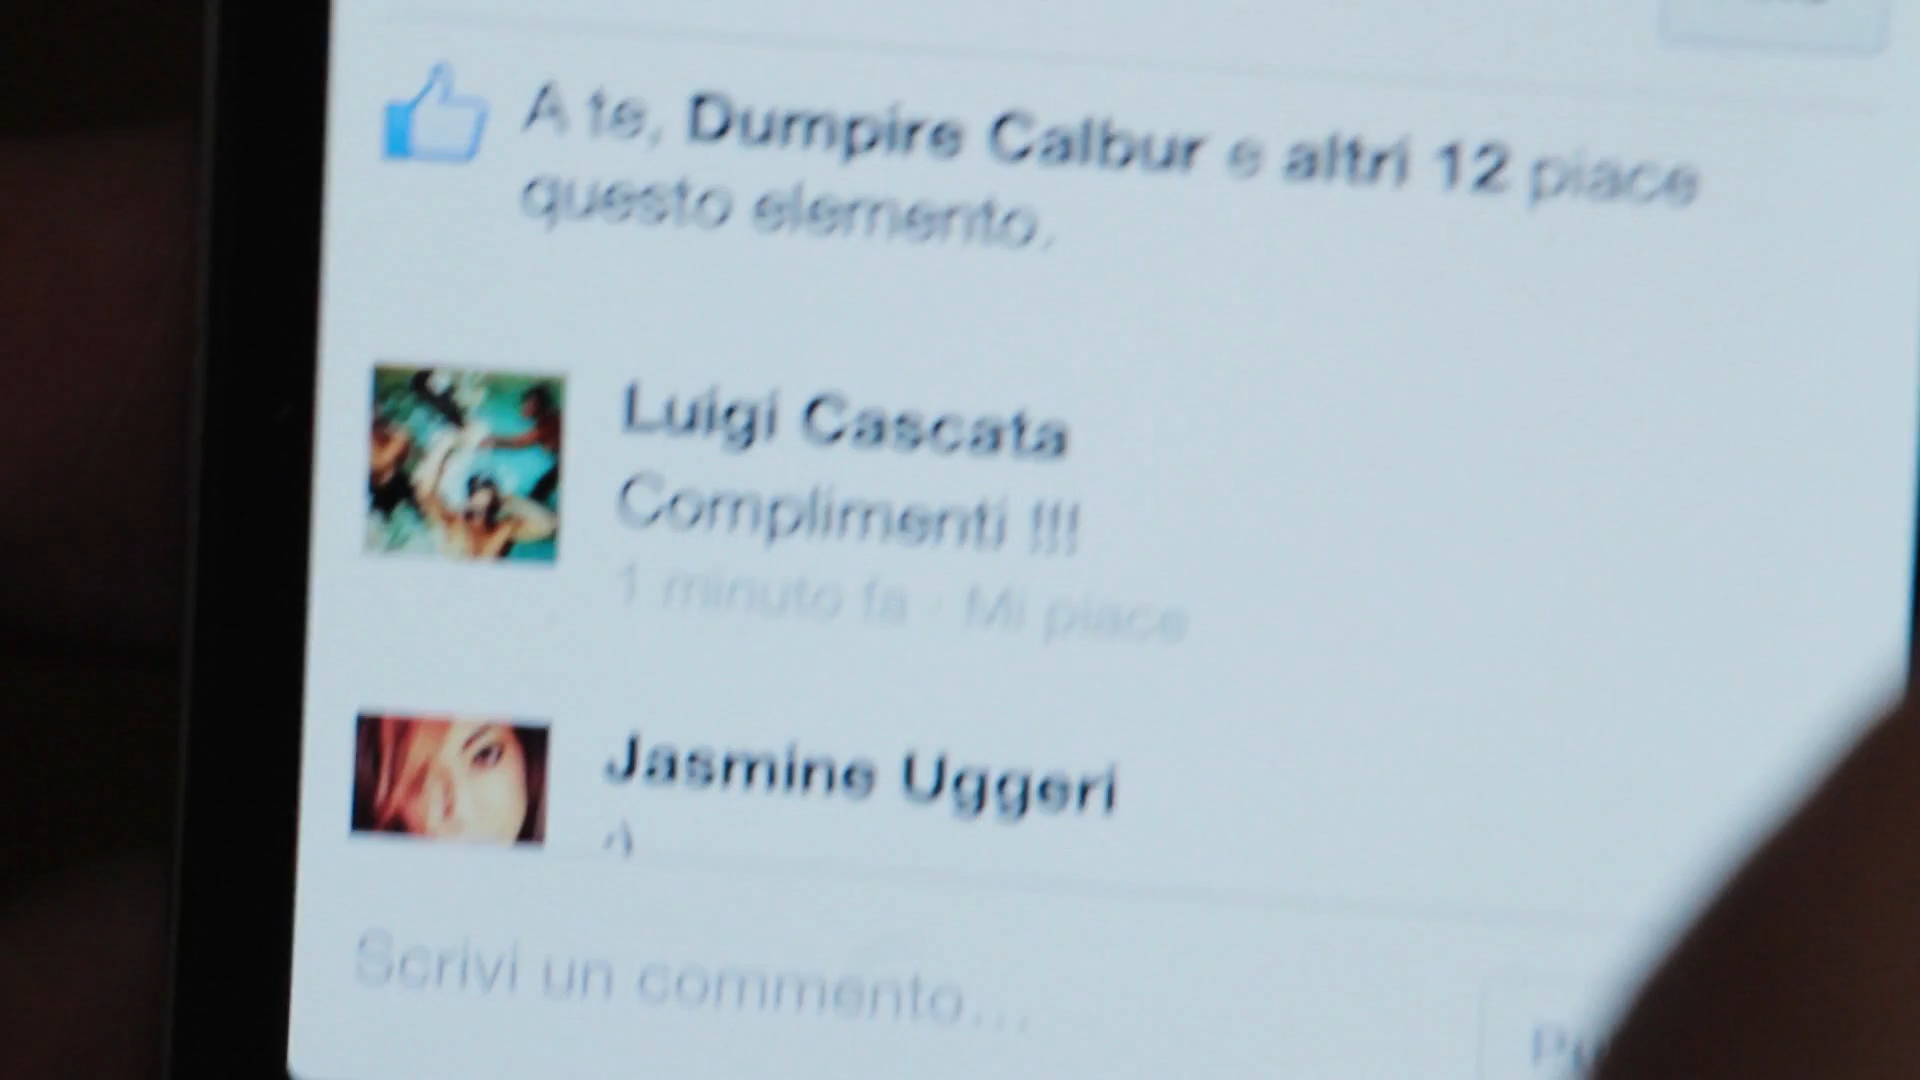 A te, Dumpire Calbur e altri 12 piace
questo elemento.
Luigi Cascata
Complimenti !!!
1 minuto fa · Mi piace
Jasmine Uggeri
:)
Scrivi un commento...